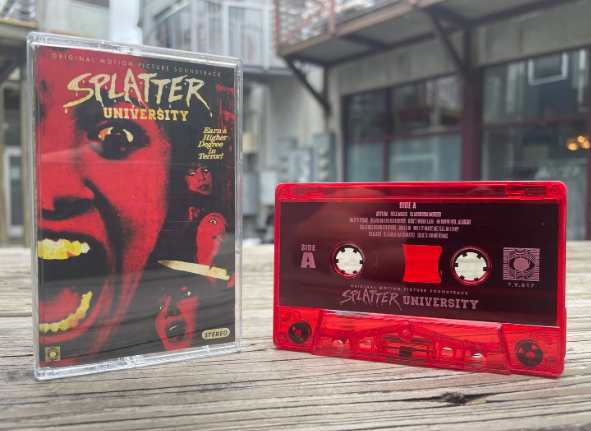 ORIGINAL MOTION PICTURE SOUNDTRACK
SPLATTER
UNIVERSITY
Earn a
Higher
Degree
in
Terror!
STEREO
SIDE A
SIDE
A
ORIGINAL MOTION PICTURE SOUNDTRACK
SPLATTER UNIVERSITY
T.V.017